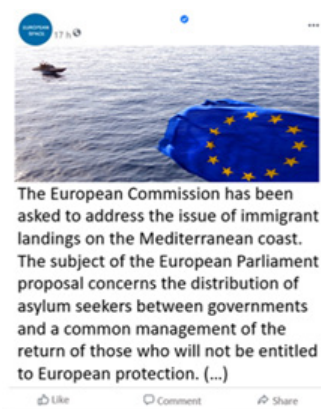 EUROPEAN
SPACE
17 h
The European Commission has been
asked to address the issue of immigrant
landings on the Mediterranean coast.
The subject of the European Parliament
proposal concerns the distribution of
asylum seekers between governments
and a common management of the
return of those who will not be entitled
to European protection. (...)
Like Comment Share